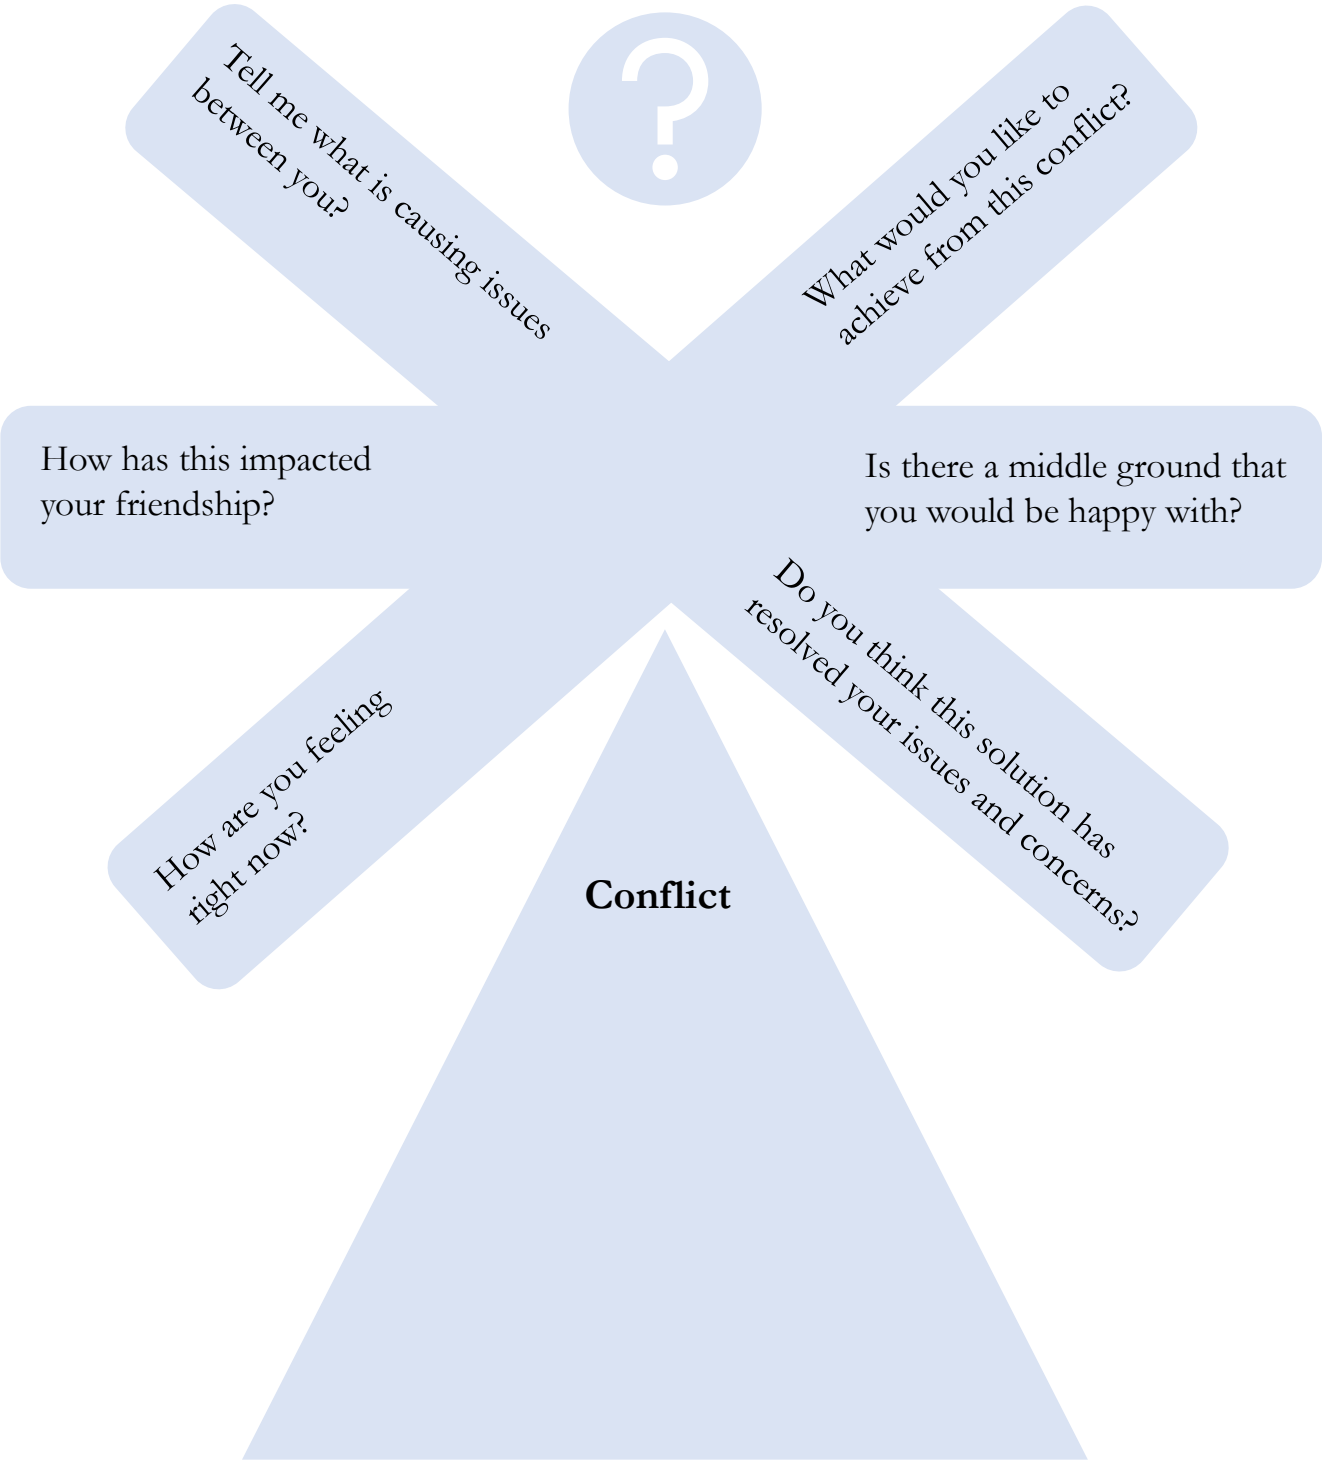 ?
Tell me what is causing issues
between you?
What would you like to
achieve from this conflict?
How has this impacted
your friendship?
Is there a middle ground that
you would be happy with?
How are you feeling
right now?
Do you think this solution has
resolved your issues and concerns?
Conflict